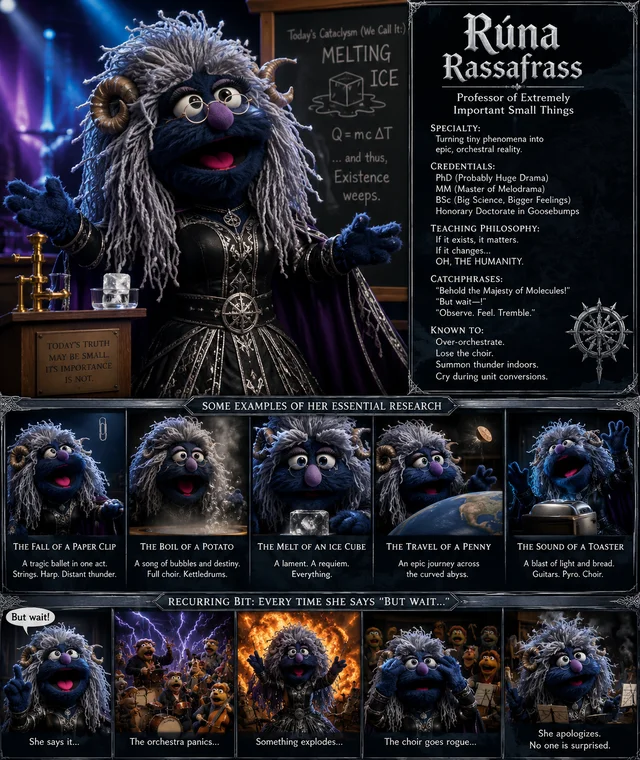 Today's Cataclysm (We Call It:)
MELTING
ICE
Q = mc ΔT
... and thus,
Existence
weeps.
TODAY'S TRUTH
MAY BE SMALL.
IT'S IMPORTANCE
IS NOT.
Rúna
Rassafrass
Professor of Extremely
Important Small Things
SPECIALTY:
Turning tiny phenomena into
epic, orchestral reality.
CREDENTIALS:
PhD (Probably Huge Drama)
MM (Master of Melodrama)
BSc (Big Science, Bigger Feelings)
Honorary Doctorate in Goosebumps
TEACHING PHILOSOPHY:
If it exists, it matters.
If it changes...
OH, THE HUMANITY.
CATCHPHRASES:
"Behold the Majesty of Molecules!"
"But wait—!"
"Observe. Feel. Tremble."
KNOWN TO:
Over-orchestrate.
Lose the choir.
Summon thunder indoors.
Cry during unit conversions.
SOME EXAMPLES OF HER ESSENTIAL RESEARCH
THE FALL OF A PAPER CLIP
A tragic ballet in one act.
Strings. Harp. Distant thunder.
THE BOIL OF A POTATO
A song of bubbles and destiny.
Full choir. Kettledrums.
THE MELT OF AN ICE CUBE
A lament. A requiem.
Everything.
THE TRAVEL OF A PENNY
An epic journey across
the curved abyss.
THE SOUND OF A TOASTER
A blast of light and bread.
Guitars. Pyro. Choir.
RECURRING BIT: EVERY TIME SHE SAYS "BUT WAIT..."
But wait!
She says it...
The orchestra panics...
Something explodes...
The choir goes rogue...
She apologizes.
No one is surprised.